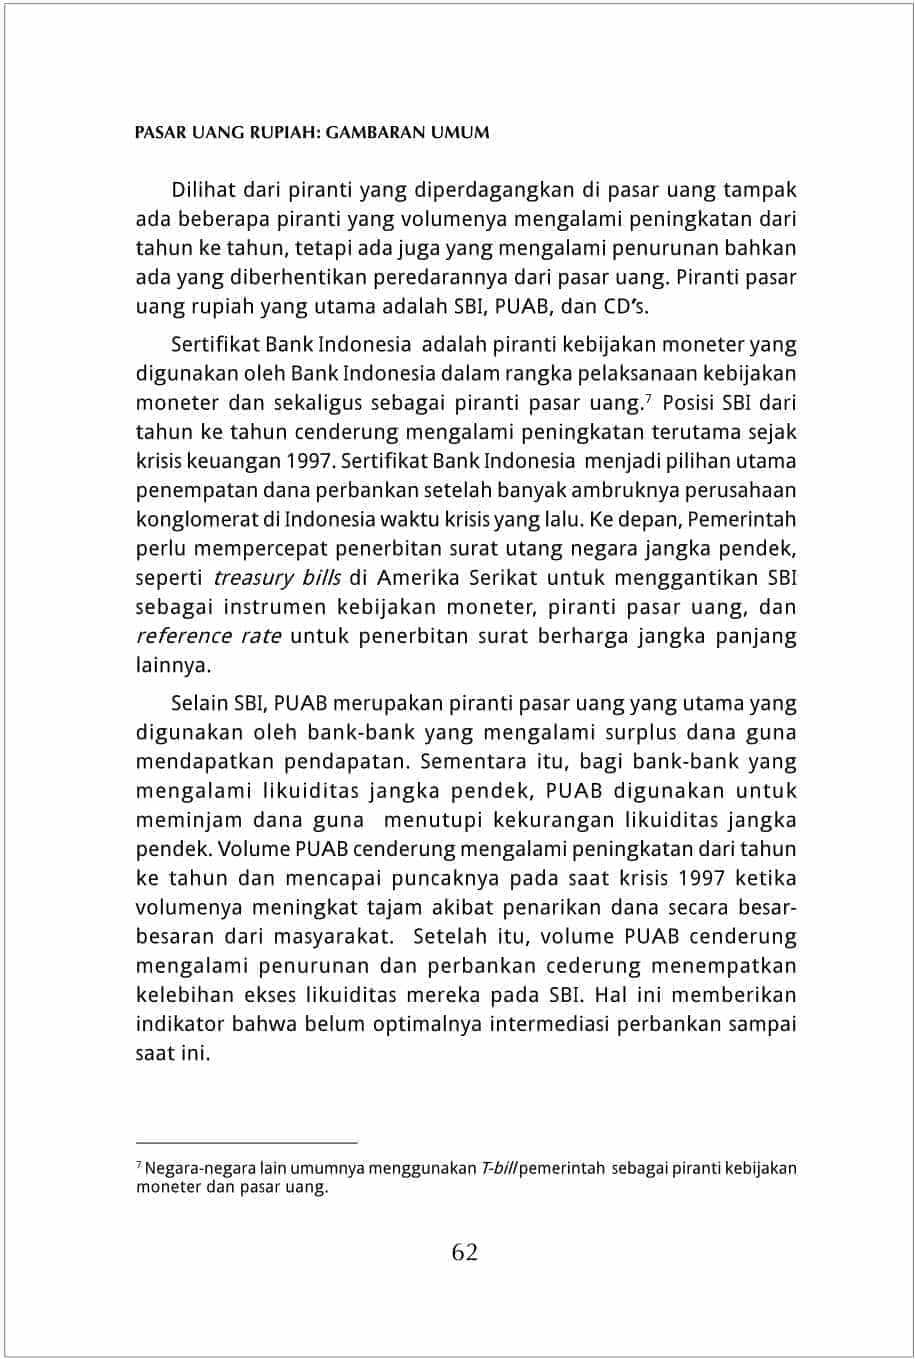 PASAR UANG RUPIAH: GAMBARAN UMUM
Dilihat dari piranti yang diperdagangkan di pasar uang tampak
ada beberapa piranti yang volumenya mengalami peningkatan dari
tahun ke tahun, tetapi ada juga yang mengalami penurunan bahkan
ada yang diberhentikan peredarannya dari pasar uang. Piranti pasar
uang rupiah yang utama adalah SBI, PUAB, dan CD’s.
Sertifikat Bank Indonesia adalah piranti kebijakan moneter yang
digunakan oleh Bank Indonesia dalam rangka pelaksanaan kebijakan
moneter dan sekaligus sebagai piranti pasar uang.⁷ Posisi SBI dari
tahun ke tahun cenderung mengalami peningkatan terutama sejak
krisis keuangan 1997. Sertifikat Bank Indonesia menjadi pilihan utama
penempatan dana perbankan setelah banyak ambruknya perusahaan
konglomerat di Indonesia waktu krisis yang lalu. Ke depan, Pemerintah
perlu mempercepat penerbitan surat utang negara jangka pendek,
seperti treasury bills di Amerika Serikat untuk menggantikan SBI
sebagai instrumen kebijakan moneter, piranti pasar uang, dan
reference rate untuk penerbitan surat berharga jangka panjang
lainnya.
Selain SBI, PUAB merupakan piranti pasar uang yang utama yang
digunakan oleh bank-bank yang mengalami surplus dana guna
mendapatkan pendapatan. Sementara itu, bagi bank-bank yang
mengalami likuiditas jangka pendek, PUAB digunakan untuk
meminjam dana guna menutupi kekurangan likuiditas jangka
pendek. Volume PUAB cenderung mengalami peningkatan dari tahun
ke tahun dan mencapai puncaknya pada saat krisis 1997 ketika
volumenya meningkat tajam akibat penarikan dana secara besar-
besaran dari masyarakat. Setelah itu, volume PUAB cenderung
mengalami penurunan dan perbankan cederung menempatkan
kelebihan ekses likuiditas mereka pada SBI. Hal ini memberikan
indikator bahwa belum optimalnya intermediasi perbankan sampai
saat ini.
⁷ Negara-negara lain umumnya menggunakan T-bill pemerintah sebagai piranti kebijakan
moneter dan pasar uang.
62